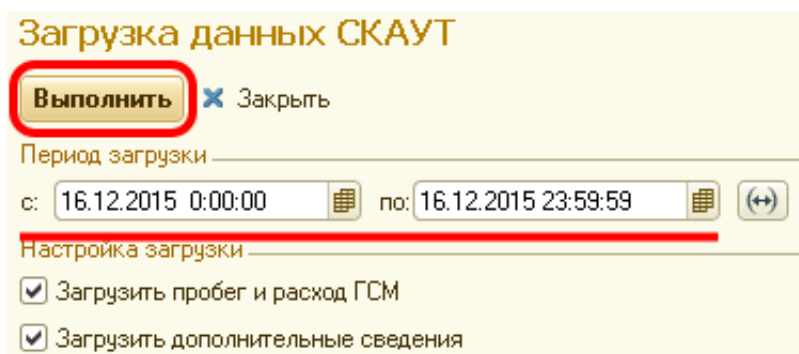 Загрузка данных СКАУТ
Выполнить Закрыть
Период загрузки
с: 16.12.2015 0:00:00 по: 16.12.2015 23:59:59
Настройка загрузки
Загрузить пробег и расход ГСМ
Загрузить дополнительные сведения